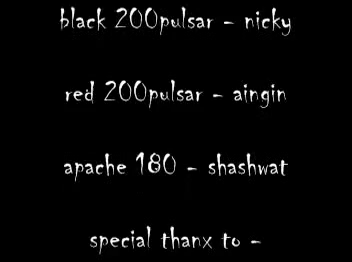 black 200pulsar - nicky
red 200pulsar - aingin
apache 180 - shashwat
special thanx to -